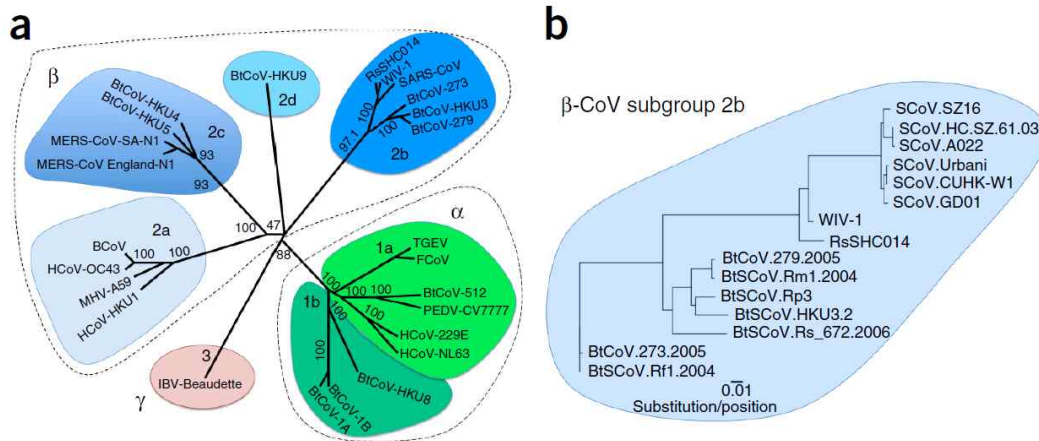 a
β
BtCoV-HKU4
BtCoV-HKU5
2c
MERS-CoV-SA-N1
MERS-CoV England-N1
93
93
BtCoV-HKU9
2d
RsSHC014
WIV-1
SARS-CoV
BtCoV-273
BtCoV-HKU3
BtCoV-279
100
100
97.1
2b
2a
BCoV
HCoV-OC43
MHV-A59
HCoV-HKU1
100
100
100
47
88
α
1a
TGEV
FCoV
100
100
100
BtCoV-512
PEDV-CV7777
100
HCoV-229E
HCoV-NL63
1b
100
BtCoV-HKU8
BtCoV-1B
BtCoV-1A
3
IBV-Beaudette
γ
b
β-CoV subgroup 2b
SCoV.SZ16
SCoV.HC.SZ.61.03
SCoV.A022
SCoV.Urbani
SCoV.CUHK-W1
SCoV.GD01
WIV-1
RsSHC014
BtCoV.279.2005
BtSCoV.Rm1.2004
BtSCoV.Rp3
BtSCoV.HKU3.2
BtSCoV.Rs_672.2006
BtCoV.273.2005
BtSCoV.Rf1.2004
0.01
Substitution/position